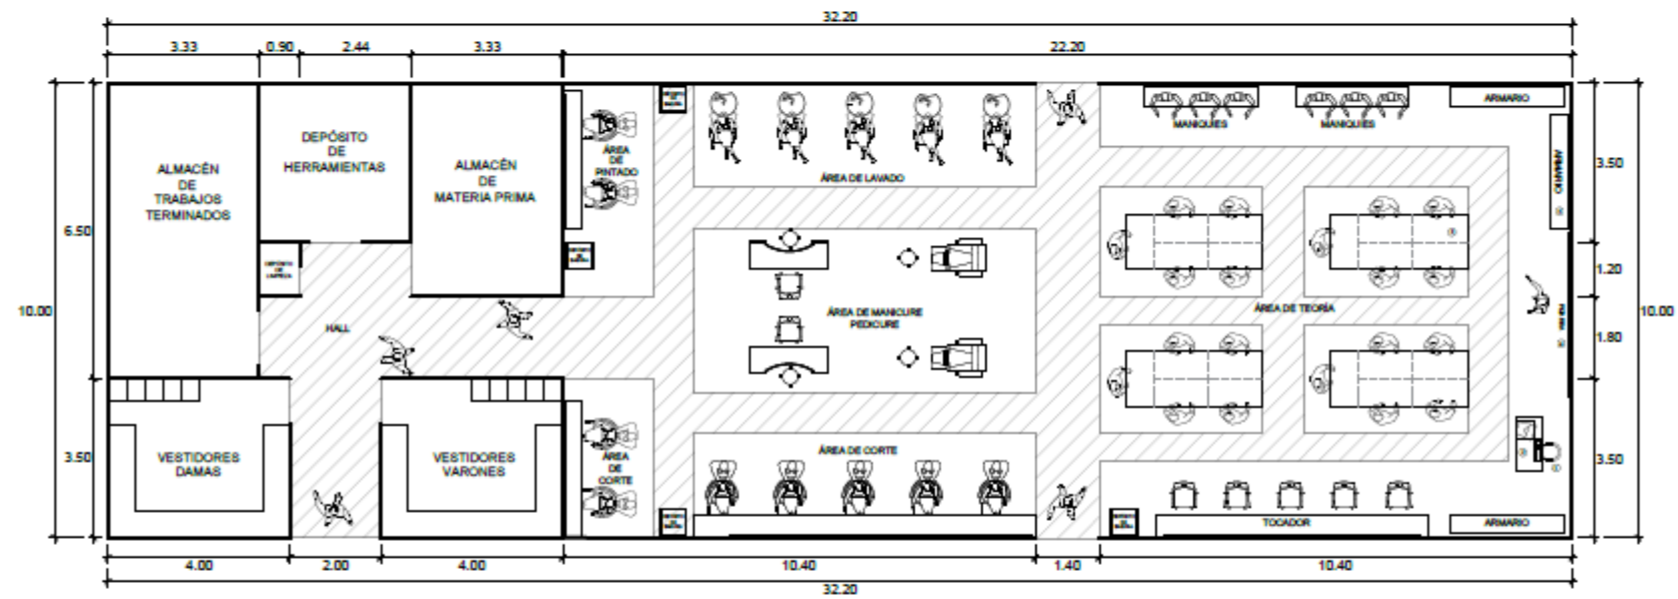 32.20
3.33
0.90
2.44
3.33
22.20
ARMARIO
MANIQUÍES
MANIQUÍES
DEPÓSITO
DE
HERRAMIENTAS
ALMACÉN
DE
TRABAJOS
TERMINADOS
ALMACÉN
DE
MATERIA PRIMA
ÁREA
DE
PINTADO
ÁREA DE LAVADO
ARMARIO
3.50
6.50
1.20
10.00
HALL
ÁREA DE MANICURE
PEDICURE
ÁREA DE TEORÍA
10.00
1.80
3.50
VESTIDORES
DAMAS
VESTIDORES
VARONES
ÁREA
DE
CORTE
ÁREA DE CORTE
3.50
TOCADOR
ARMARIO
4.00
2.00
4.00
10.40
1.40
10.40
32.20